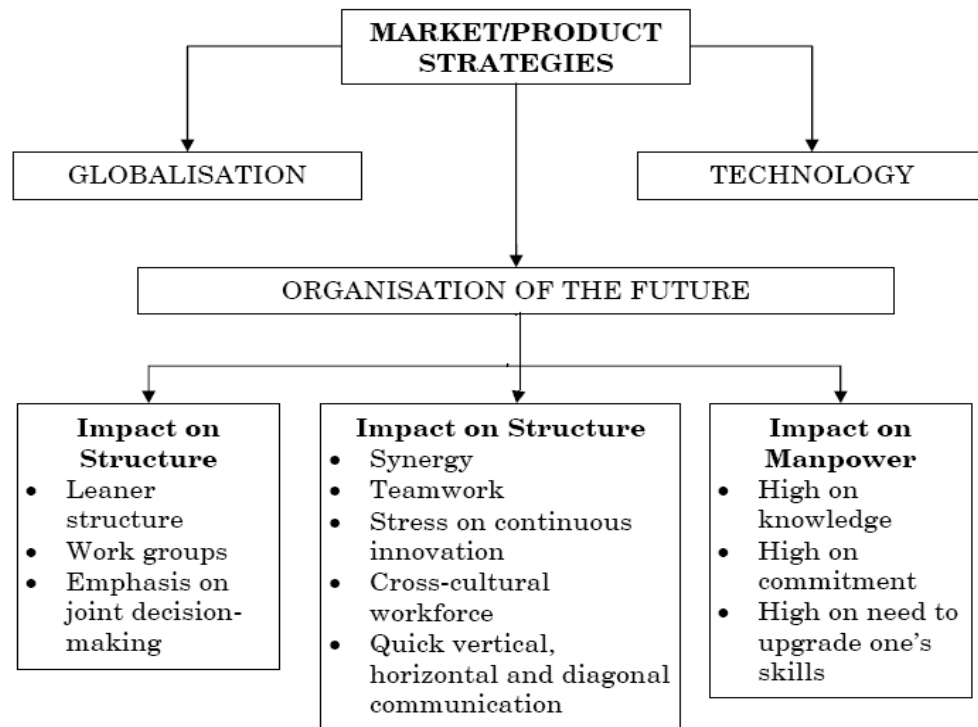 MARKET/PRODUCT
STRATEGIES
GLOBALISATION
TECHNOLOGY
ORGANISATION OF THE FUTURE
Impact on
Structure
• Leaner
structure
• Work groups
• Emphasis on
joint decision-
making
Impact on Structure
• Synergy
• Teamwork
• Stress on continuous
innovation
• Cross-cultural
workforce
• Quick vertical,
horizontal and diagonal
communication
Impact on
Manpower
• High on
knowledge
• High on
commitment
• High on need to
upgrade one's
skills